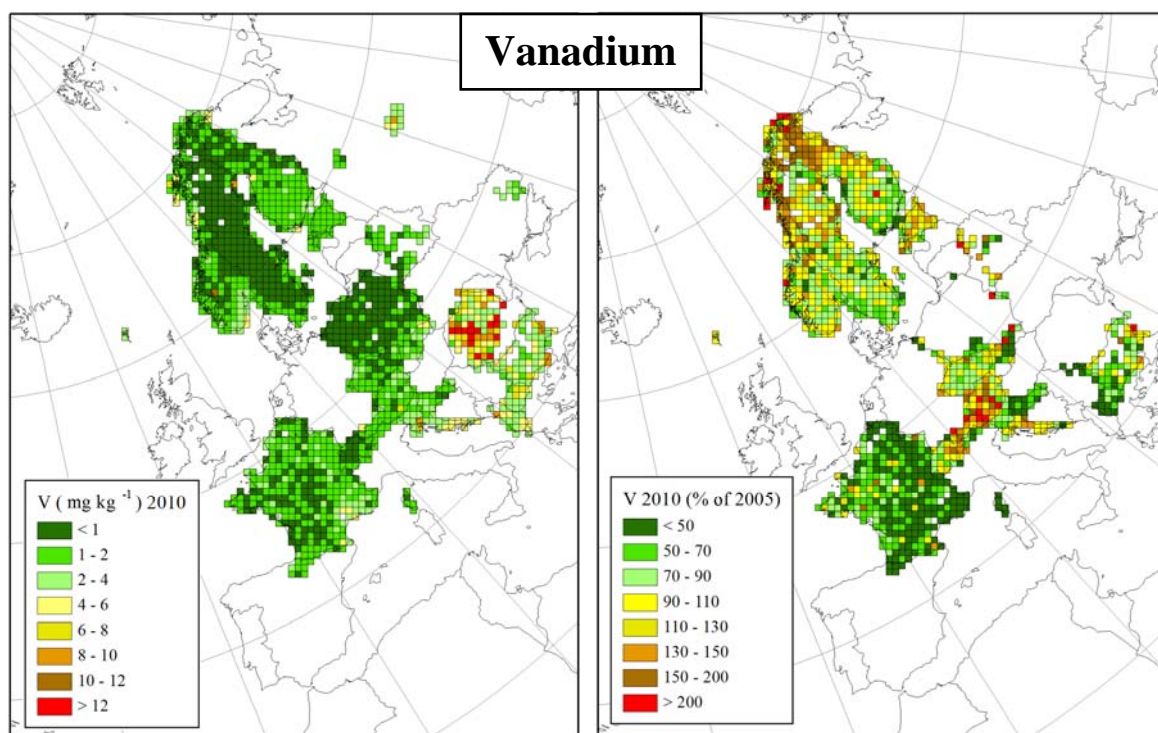 Vanadium
V ( mg kg -1 ) 2010
< 1
1 - 2
2 - 4
4 - 6
6 - 8
8 - 10
10 - 12
> 12
V 2010 (% of 2005)
< 50
50 - 70
70 - 90
90 - 110
110 - 130
130 - 150
150 - 200
> 200